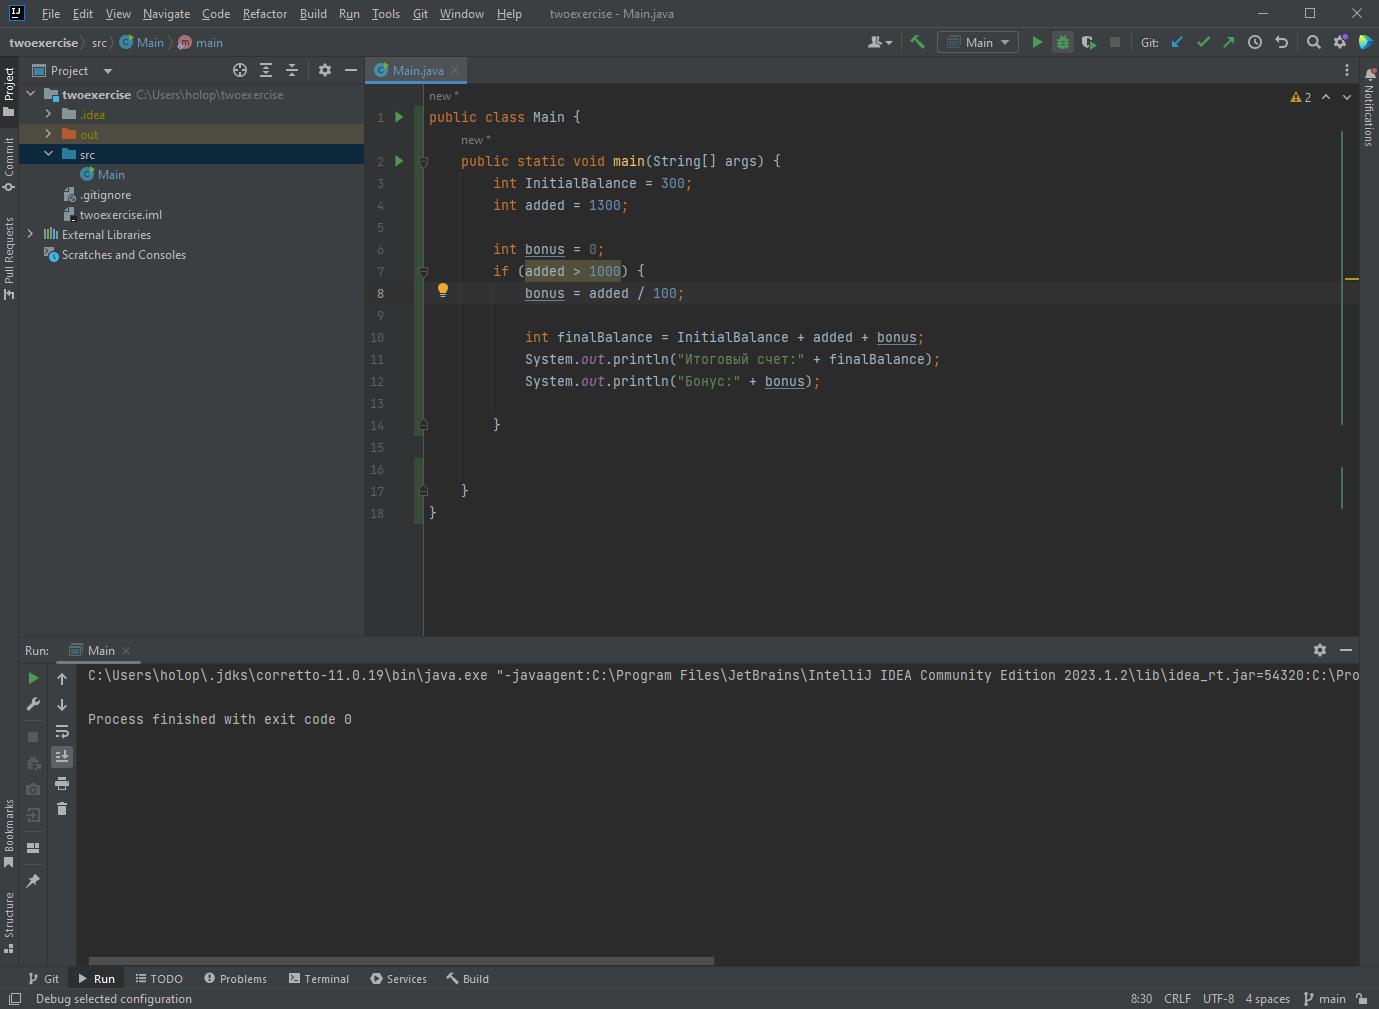 File Edit View Navigate Code Refactor Build Run Tools Git Window Help twoexercise - Main.java
twoexercise src Main main
Main Git:
Project
Main.java
Project
Commit
Pull Requests
Bookmarks
Structure
Notifications
twoexercise C:\Users\holop\twoexercise
.idea
out
src
Main
.gitignore
twoexercise.iml
External Libraries
Scratches and Consoles
new *
2
1 public class Main {
new *
2 public static void main(String[] args) {
3 int InitialBalance = 300;
4 int added = 1300;
5
6 int bonus = 0;
7 if (added > 1000) {
8 bonus = added / 100;
9
10 int finalBalance = InitialBalance + added + bonus;
11 System.out.println("Итоговый счет:" + finalBalance);
12 System.out.println("Бонус:" + bonus);
13
14 }
15
16
17 }
18 }
Run: Main
C:\Users\holop\.jdks\corretto-11.0.19\bin\java.exe "-javaagent:C:\Program Files\JetBrains\IntelliJ IDEA Community Edition 2023.1.2\lib\idea_rt.jar=54320:C:\Pro
Process finished with exit code 0
Git Run TODO Problems Terminal Services Build
Debug selected configuration 8:30 CRLF UTF-8 4 spaces main